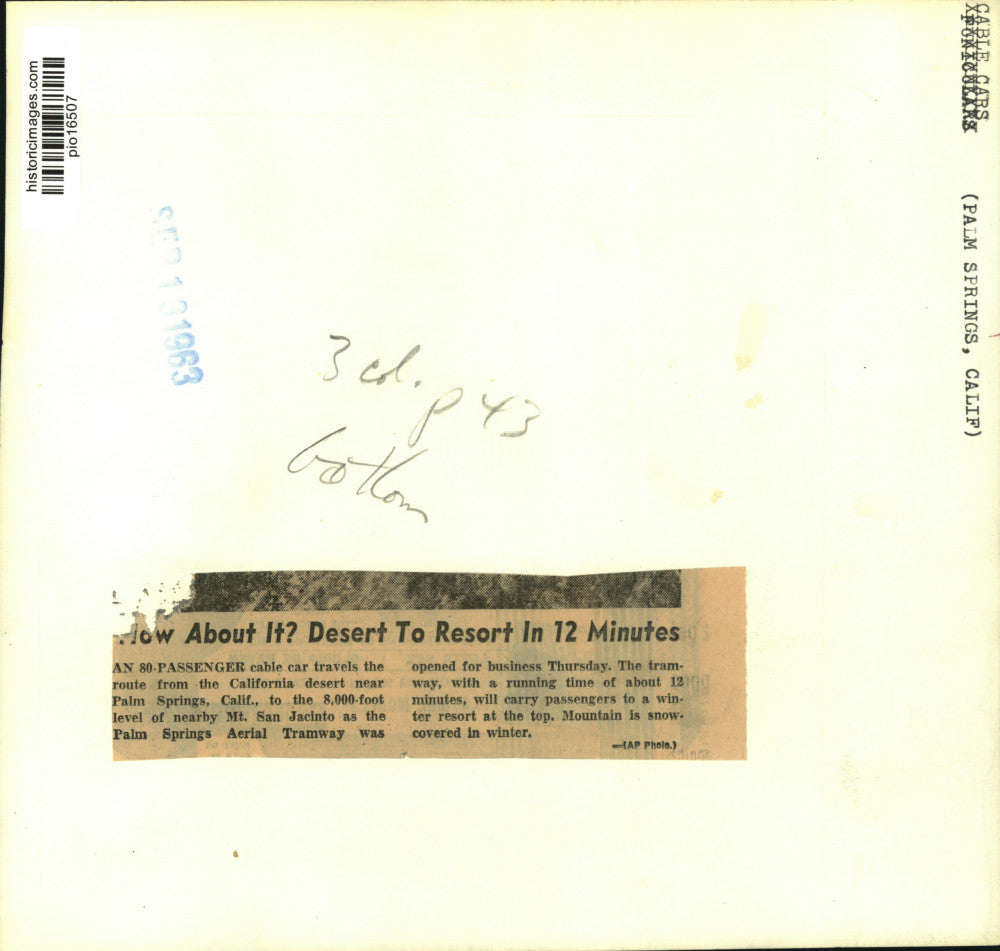 historicimages.com
pio16507
CABLE CARS
(PALM SPRINGS, CALIF)
SEP 13 1963
3 col.
p 43
bottom
How About It? Desert To Resort In 12 Minutes
AN 80-PASSENGER cable car travels the
route from the California desert near
Palm Springs, Calif., to the 8,000-foot
level of nearby Mt. San Jacinto as the
Palm Springs Aerial Tramway was
opened for business Thursday. The tram-
way, with a running time of about 12
minutes, will carry passengers to a win-
ter resort at the top. Mountain is snow-
covered in winter.
—(AP Photo.)